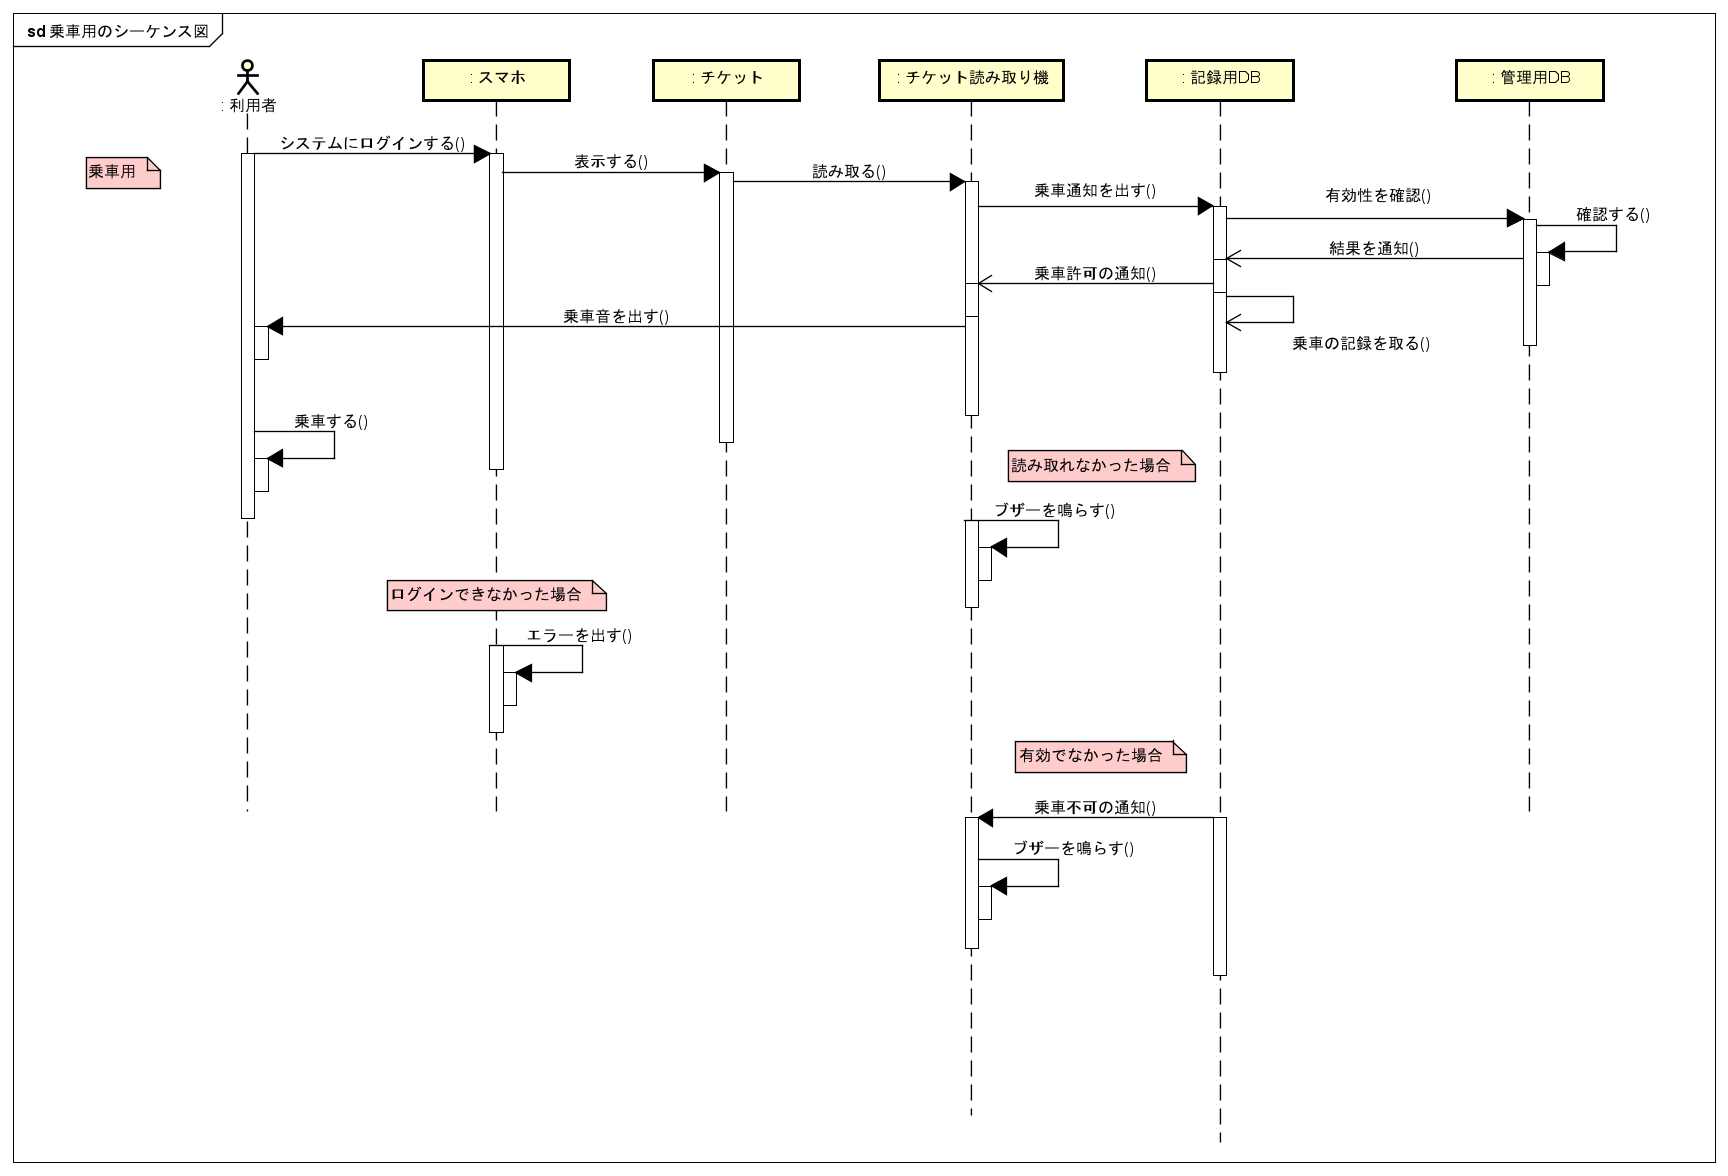 sd 乗車用のシーケンス図
: 利用者
: スマホ
: チケット
: チケット読み取り機
: 記録用DB
: 管理用DB
乗車用
システムにログインする()
表示する()
読み取る()
乗車通知を出す()
有効性を確認()
確認する()
結果を通知()
乗車許可の通知()
乗車音を出す()
乗車の記録を取る()
乗車する()
読み取れなかった場合
ブザーを鳴らす()
ログインできなかった場合
エラーを出す()
有効でなかった場合
乗車不可の通知()
ブザーを鳴らす()